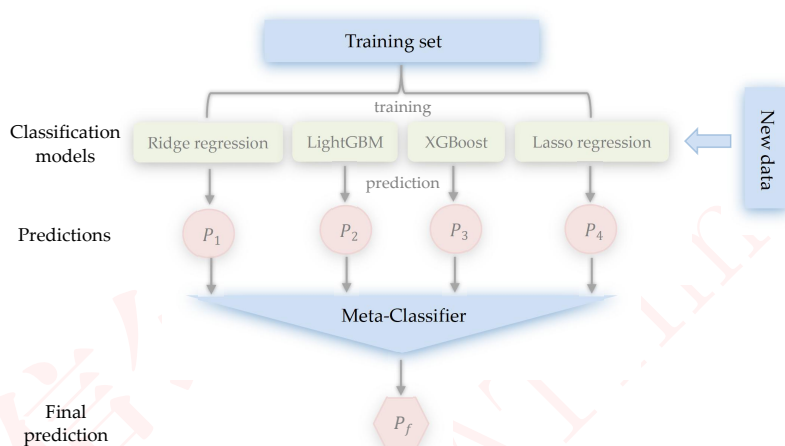 Training set
training
Classification
models
Ridge regression
LightGBM
XGBoost
Lasso regression
New data
prediction
Predictions
P₁
P₂
P₃
P₄
Meta-Classifier
Final
prediction
P_f